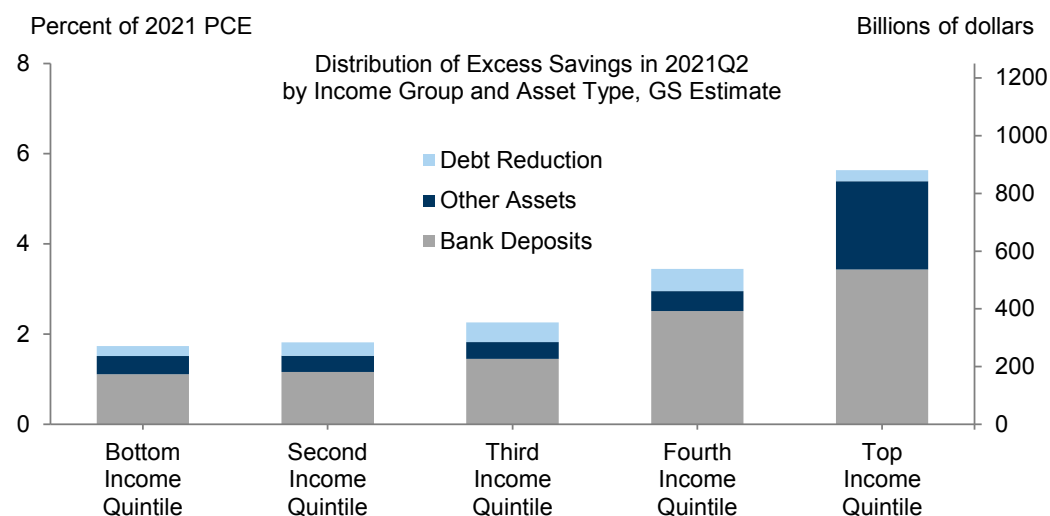 Percent of 2021 PCE
Billions of dollars
Distribution of Excess Savings in 2021Q2
by Income Group and Asset Type, GS Estimate
8
6
4
2
0
1200
1000
800
600
400
200
0
Debt Reduction
Other Assets
Bank Deposits
Bottom
Income
Quintile
Second
Income
Quintile
Third
Income
Quintile
Fourth
Income
Quintile
Top
Income
Quintile